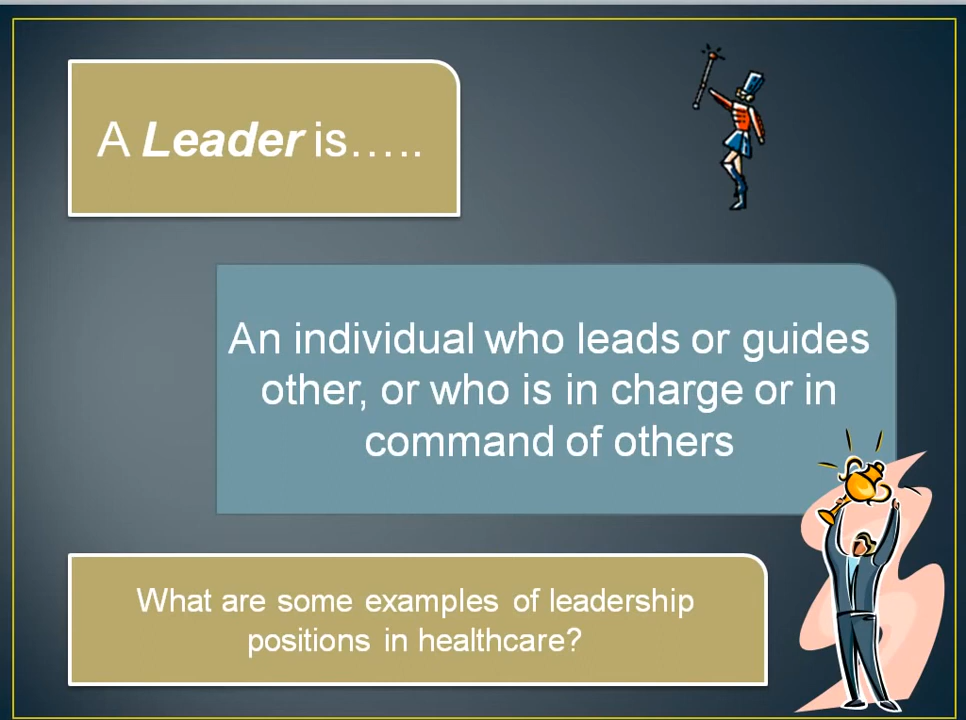 A Leader is…..
An individual who leads or guides
other, or who is in charge or in
command of others
What are some examples of leadership
positions in healthcare?